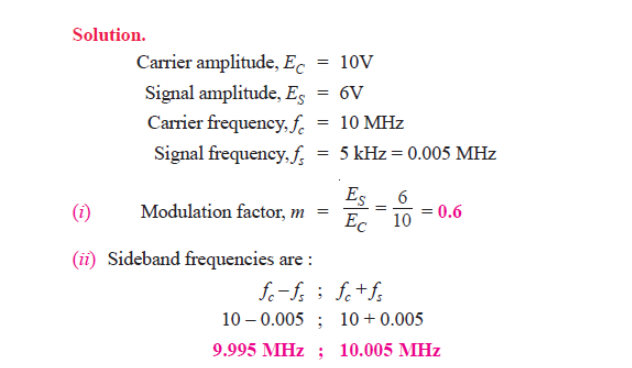 Solution.
Carrier amplitude, E_C = 10V
Signal amplitude, E_S = 6V
Carrier frequency, f_c = 10 MHz
Signal frequency, f_s = 5 kHz = 0.005 MHz
(i) Modulation factor, m = E_S/E_C = 6/10 = 0.6
(ii) Sideband frequencies are :
f_c – f_s ; f_c + f_s
10 – 0.005 ; 10 + 0.005
9.995 MHz ; 10.005 MHz